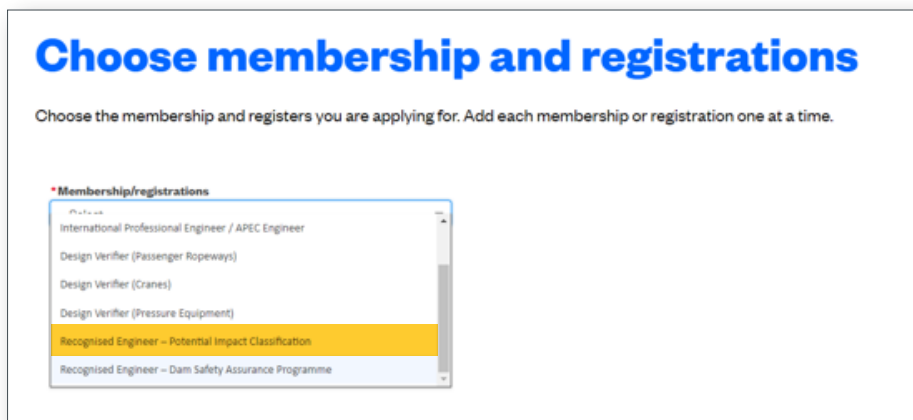 Choose membership and registrations
Choose the membership and registers you are applying for. Add each membership or registration one at a time.
*Membership/registrations
International Professional Engineer / APEC Engineer
Design Verifier (Passenger Ropeways)
Design Verifier (Cranes)
Design Verifier (Pressure Equipment)
Recognised Engineer – Potential Impact Classification
Recognised Engineer – Dam Safety Assurance Programme